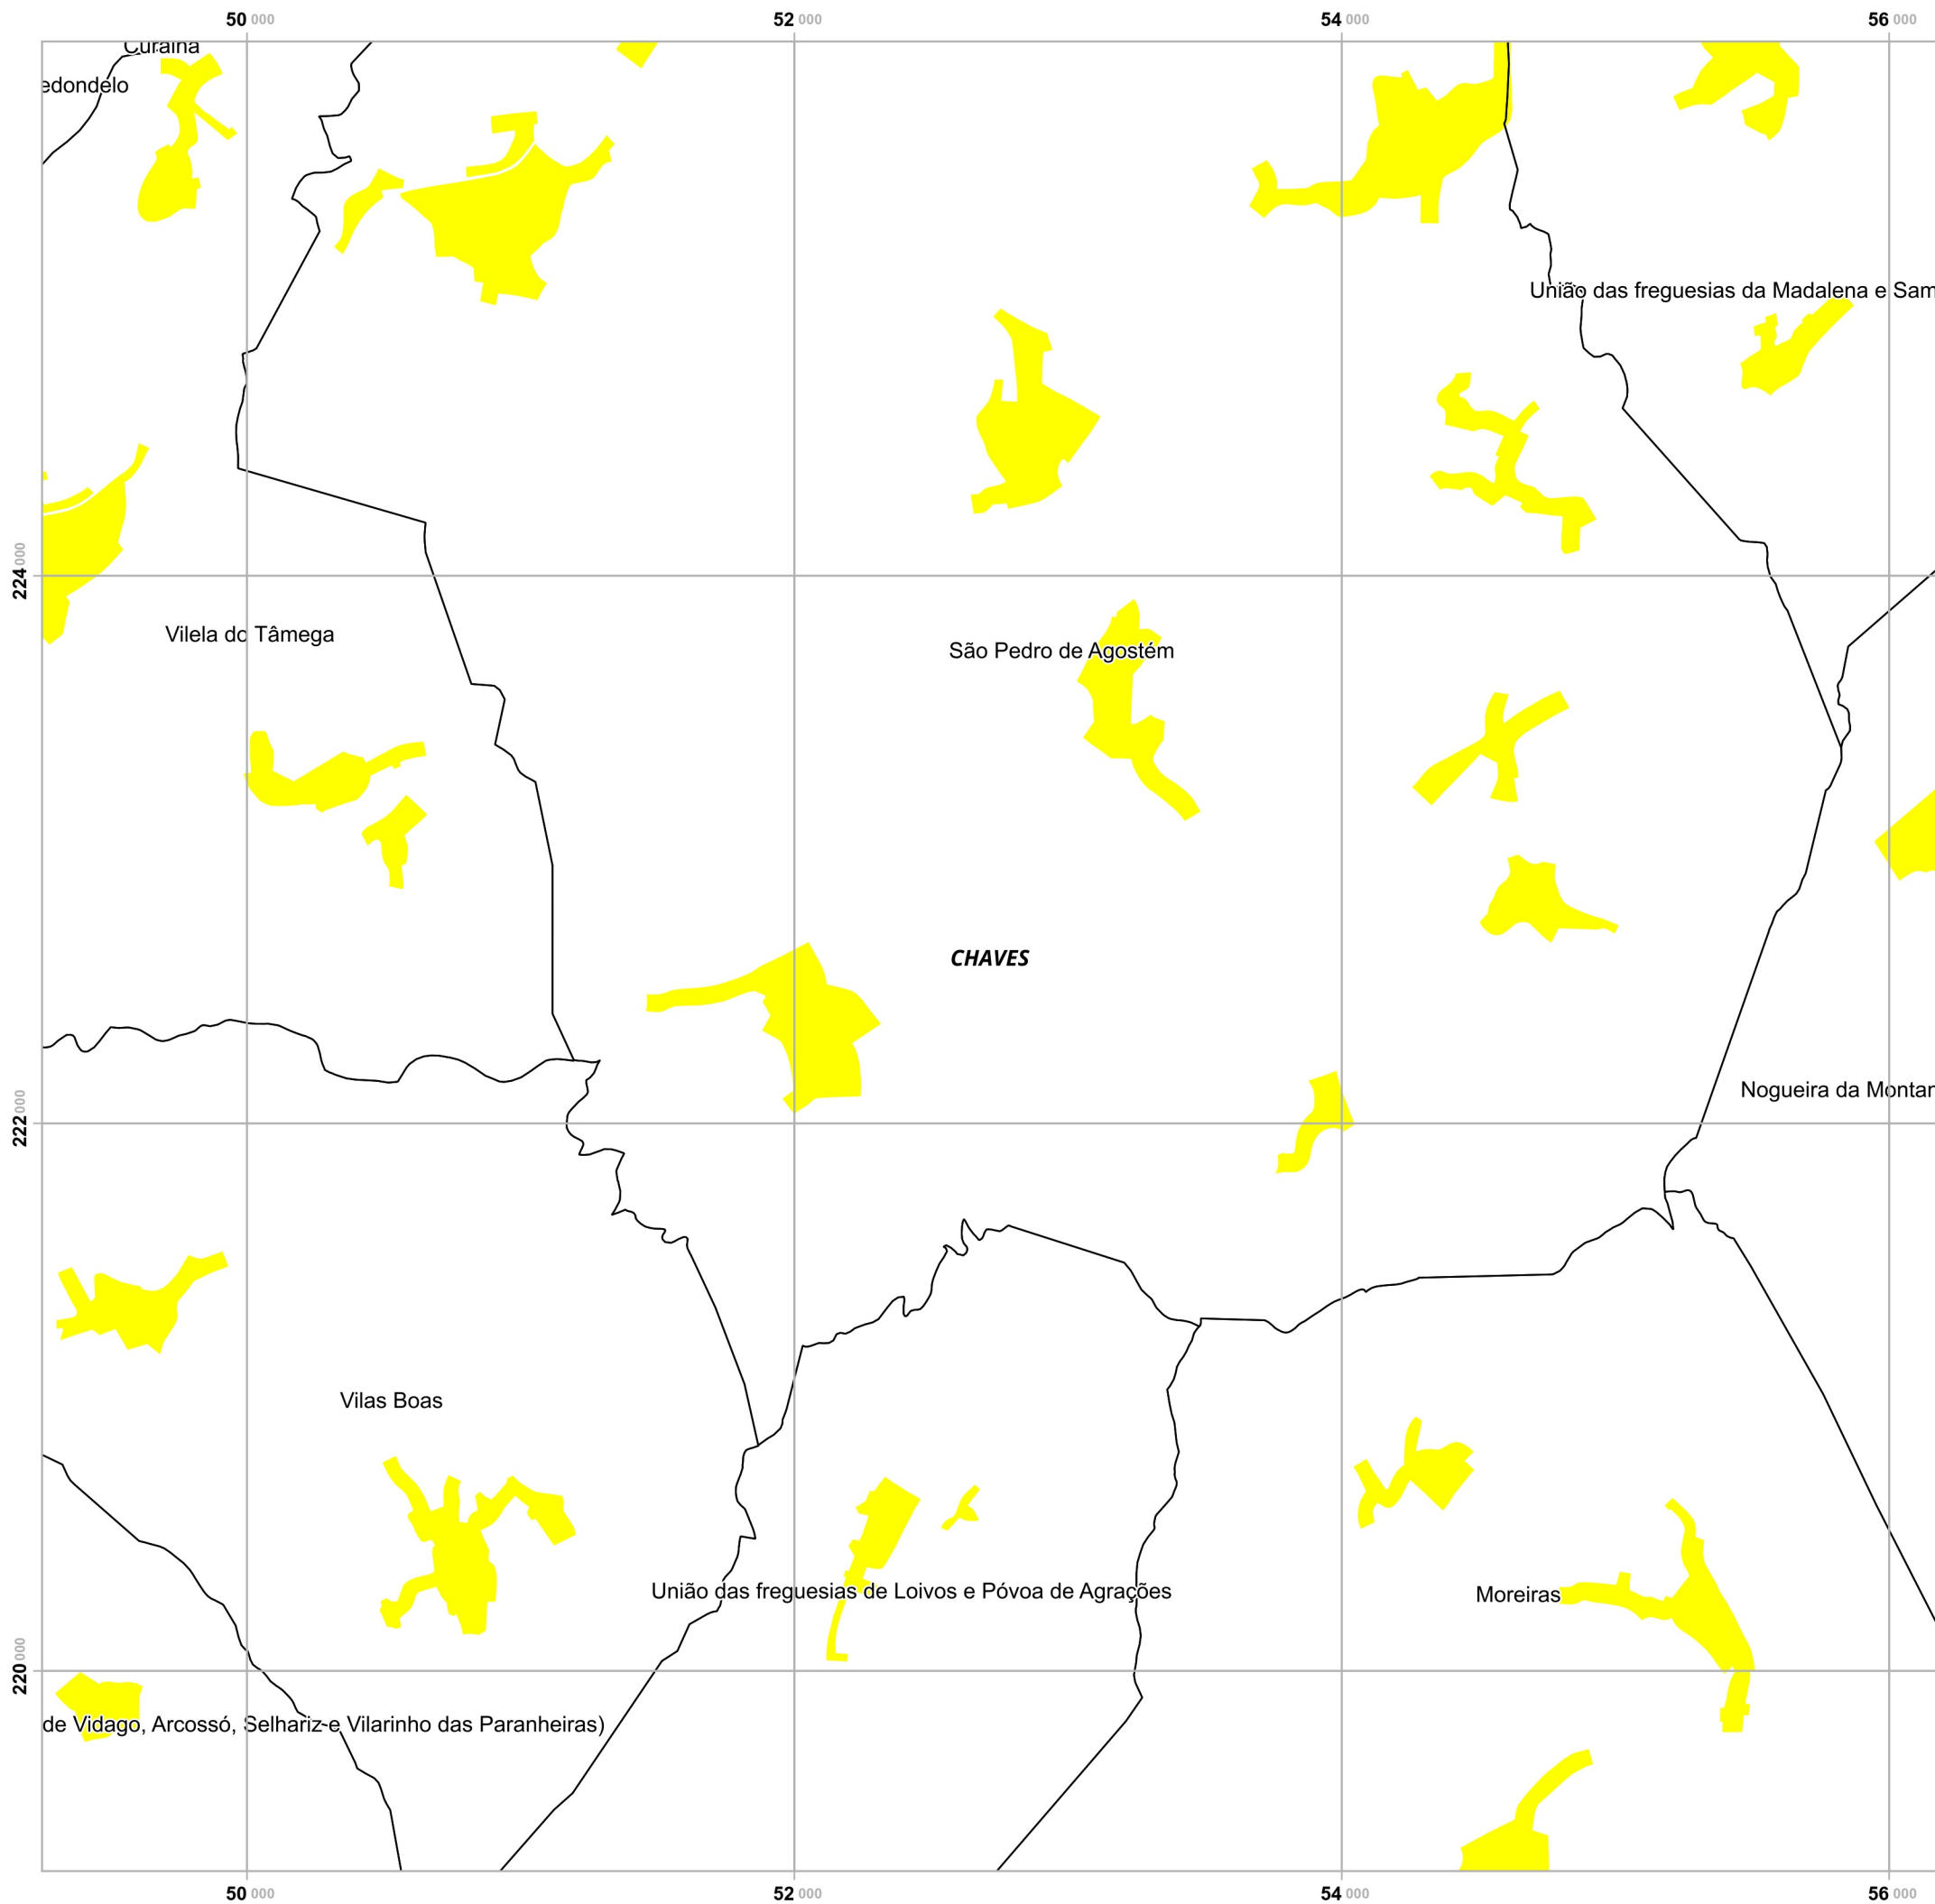 50 000 52 000 54 000 56 000
Curalha
edondelo
União das freguesias da Madalena e Sam
224 000
Vilela do Tâmega
São Pedro de Agostém
CHAVES
Nogueira da Montan
222 000
Vilas Boas
União das freguesias de Loivos e Póvoa de Agrações
Moreiras
220 000
de Vidago, Arcossó, Selhariz e Vilarinho das Paranheiras)
50 000 52 000 54 000 56 000